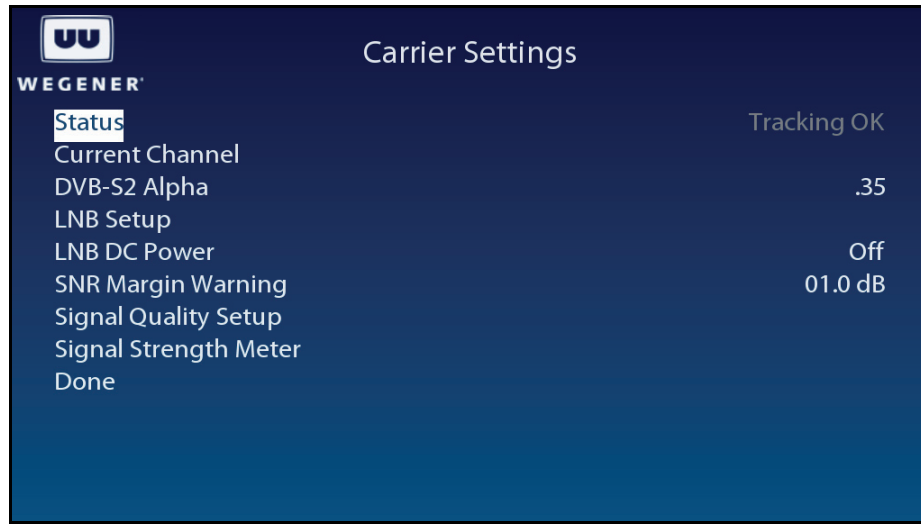 WEGENER
Carrier Settings
Status Tracking OK
Current Channel
DVB-S2 Alpha .35
LNB Setup
LNB DC Power Off
SNR Margin Warning 01.0 dB
Signal Quality Setup
Signal Strength Meter
Done